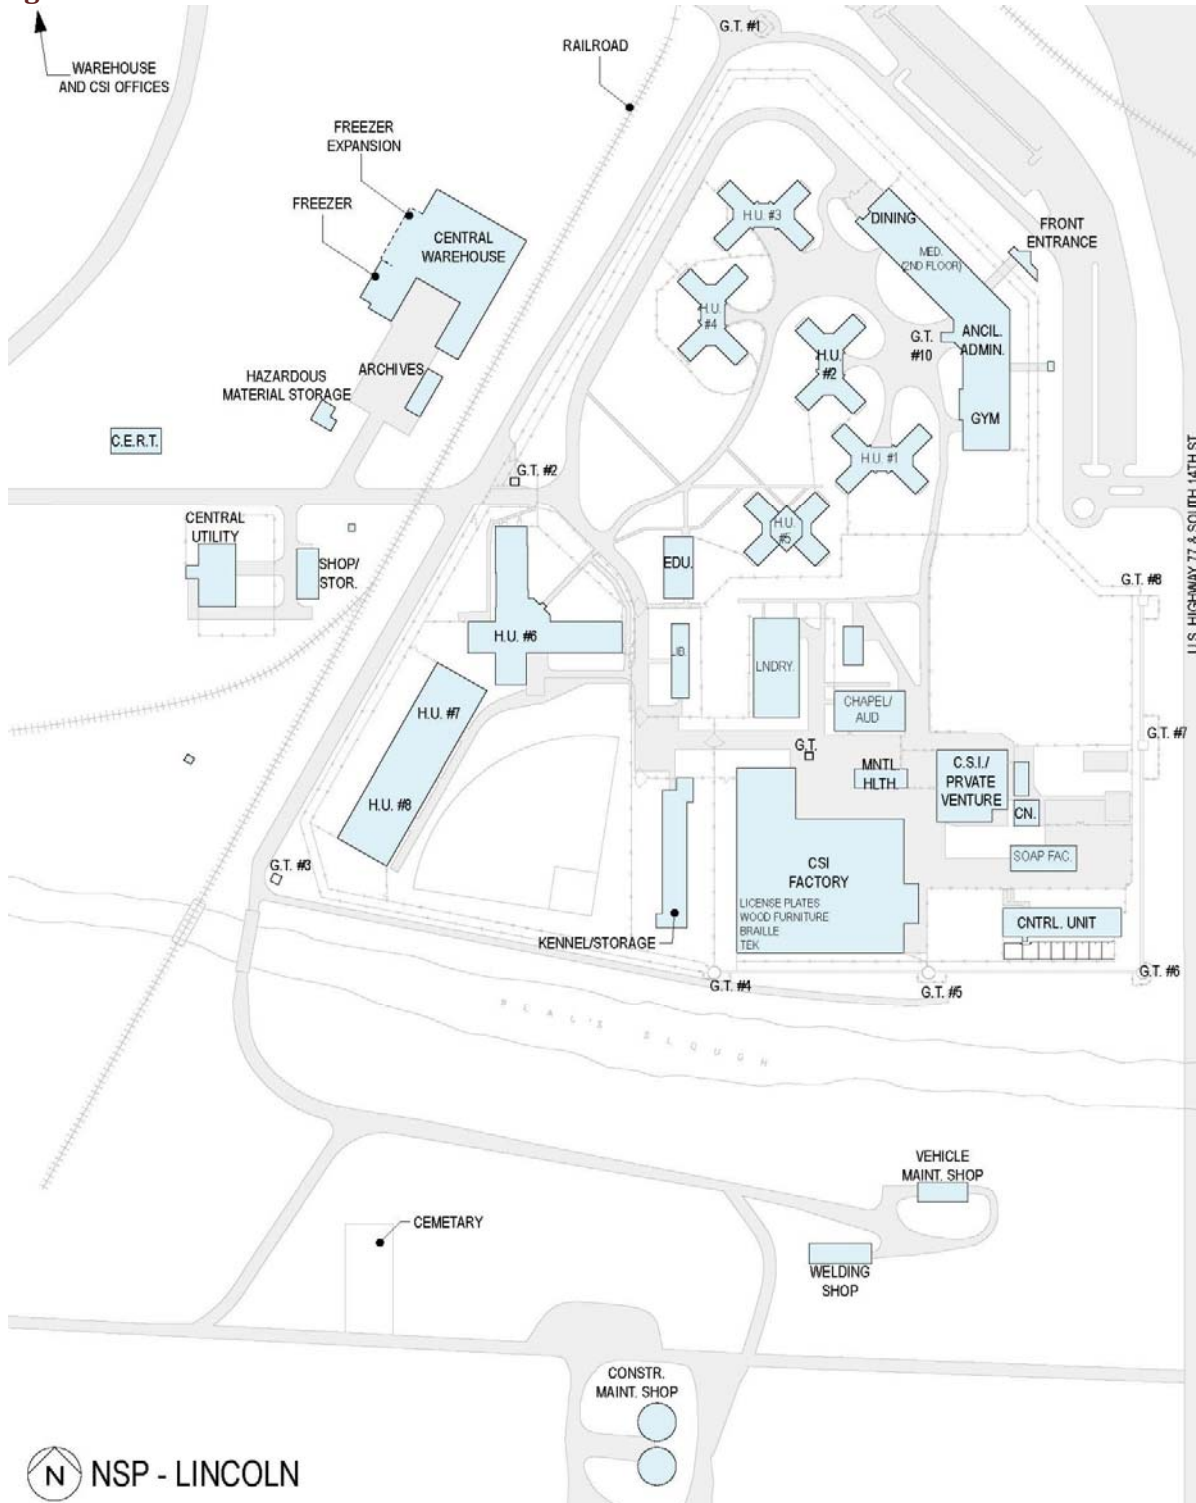 G.T. #1
RAILROAD
WAREHOUSE
AND CSI OFFICES
FREEZER
EXPANSION
FREEZER
CENTRAL
WAREHOUSE
H.U. #3
DINING
MED.
(2ND FLOOR)
FRONT
ENTRANCE
H.U.
#4
H.U.
#2
G.T.
#10
ANCIL.
ADMIN.
GYM
ARCHIVES
HAZARDOUS
MATERIAL STORAGE
C.E.R.T.
H.U. #1
G.T. #2
U.S. HIGHWAY 77 & SOUTH 14TH ST.
CENTRAL
UTILITY
SHOP/
STOR.
H.U.
#5
EDU.
G.T. #8
H.U. #6
LIB.
LNDRY.
CHAPEL/
AUD
H.U. #7
G.T. #7
G.T.
MNTL
HLTH.
C.S.I./
PRVATE
VENTURE
CN.
H.U. #8
G.T. #3
SOAP FAC.
CSI
FACTORY
LICENSE PLATES
WOOD FURNITURE
BRAILLE
TEK
CNTRL. UNIT
KENNEL/STORAGE
G.T. #4
G.T. #5
G.T. #6
SLOUGH
VEHICLE
MAINT. SHOP
CEMETARY
WELDING
SHOP
CONSTR.
MAINT. SHOP
N
NSP - LINCOLN